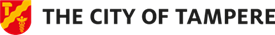 THE CITY OF TAMPERE